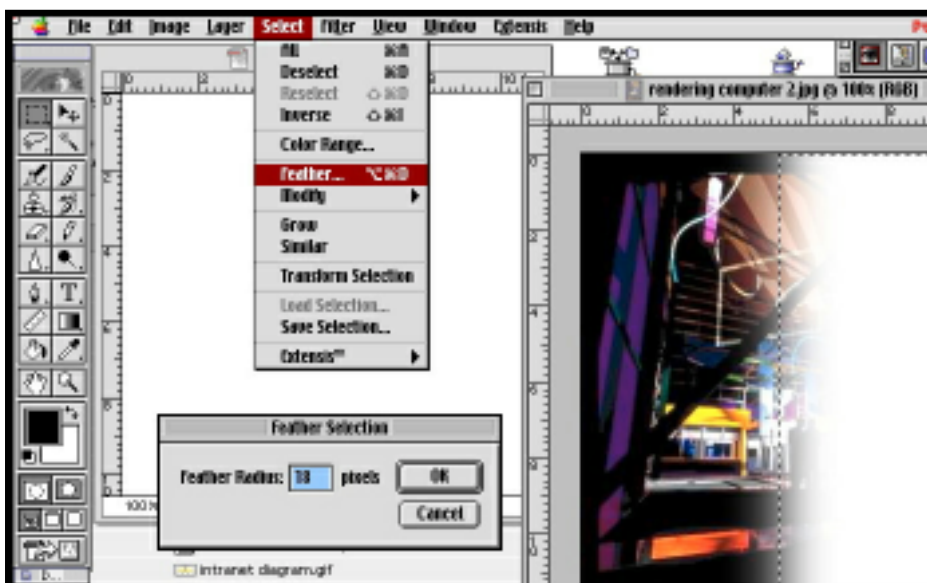 File Edit Image Layer Select Filter View Window Extensis Help
All ⌘A
Deselect ⌘D
Reselect ⇧⌘D
Inverse ⇧⌘I
Color Range...
Feather... ⌥⌘D
Modify
Grow
Similar
Transform Selection
Load Selection...
Save Selection...
Extensis™
rendering computer 2.jpg @ 100% (RGB)
Feather Selection
Feather Radius: 18 pixels
OK
Cancel
intranet diagram.gif